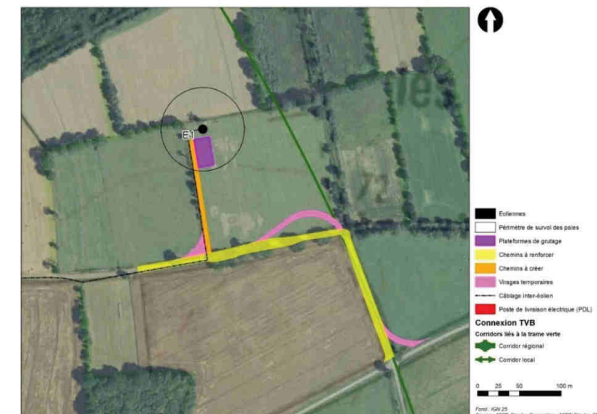 E1
Éoliennes
Périmètre de survol des pales
Plateformes de grutage
Chemins à renforcer
Chemins à créer
Virages temporaires
Câblage inter-éolien
Poste de livraison électrique (PDL)
Connexion TVB
Corridors liés à la trame verte
Corridor régional
Corridor local
0 25 50 100 m
Fond : IGN 25